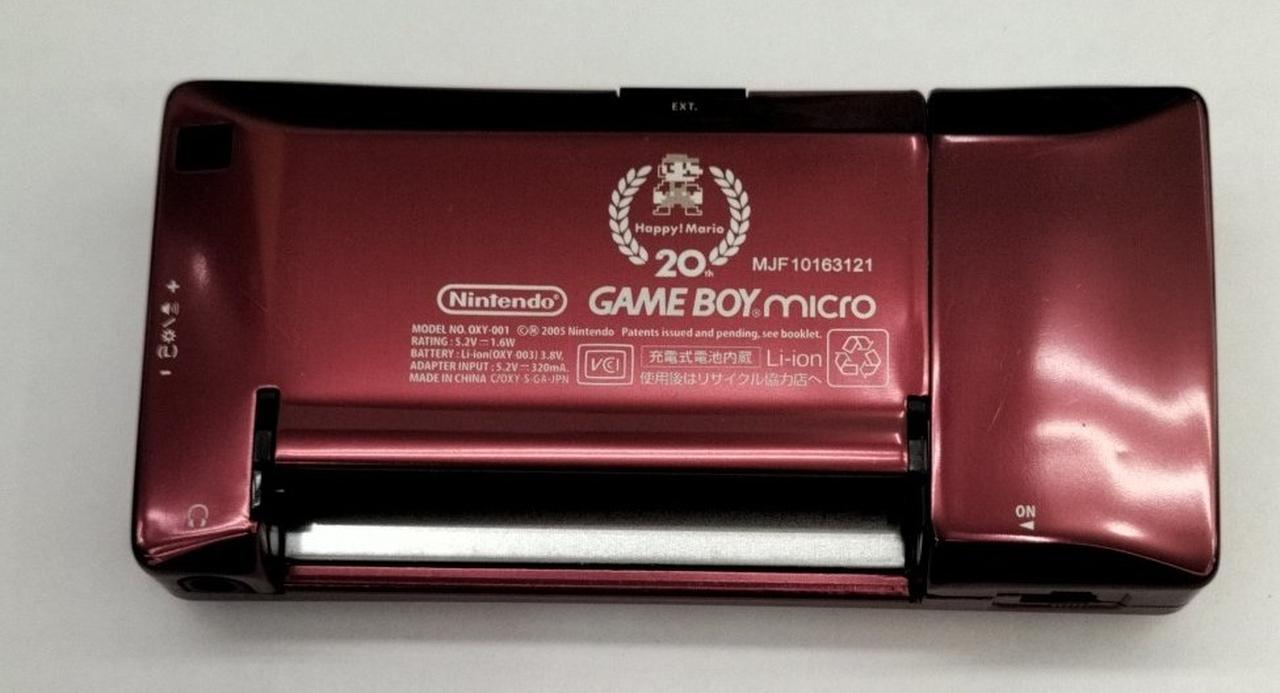 EXT.
Happy! Mario
20th
MJF10163121
Nintendo®
GAME BOY® micro
MODEL NO. OXY-001 ©Ⓜ 2005 Nintendo Patents issued and pending, see booklet.
RATING : 5.2V ⎓ 1.6W
BATTERY : Li-ion(OXY-003) 3.8V,
ADAPTER INPUT : 5.2V ⎓ 320mA.
MADE IN CHINA C/OXY-S-GA-JPN
VCI
充電式電池内蔵 Li-ion
使用後はリサイクル協力店へ
ON